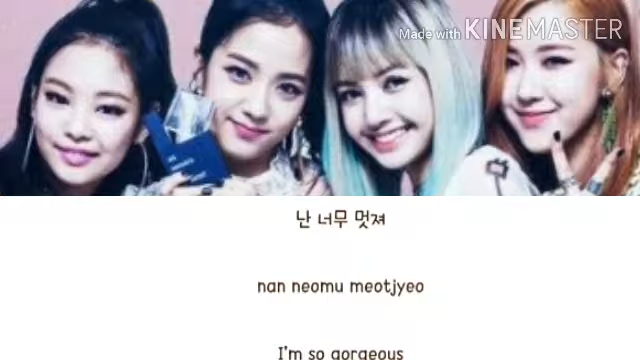 Made with KINEMASTER
난 너무 멋져
nan neomu meotjyeo
I'm so gorgeous